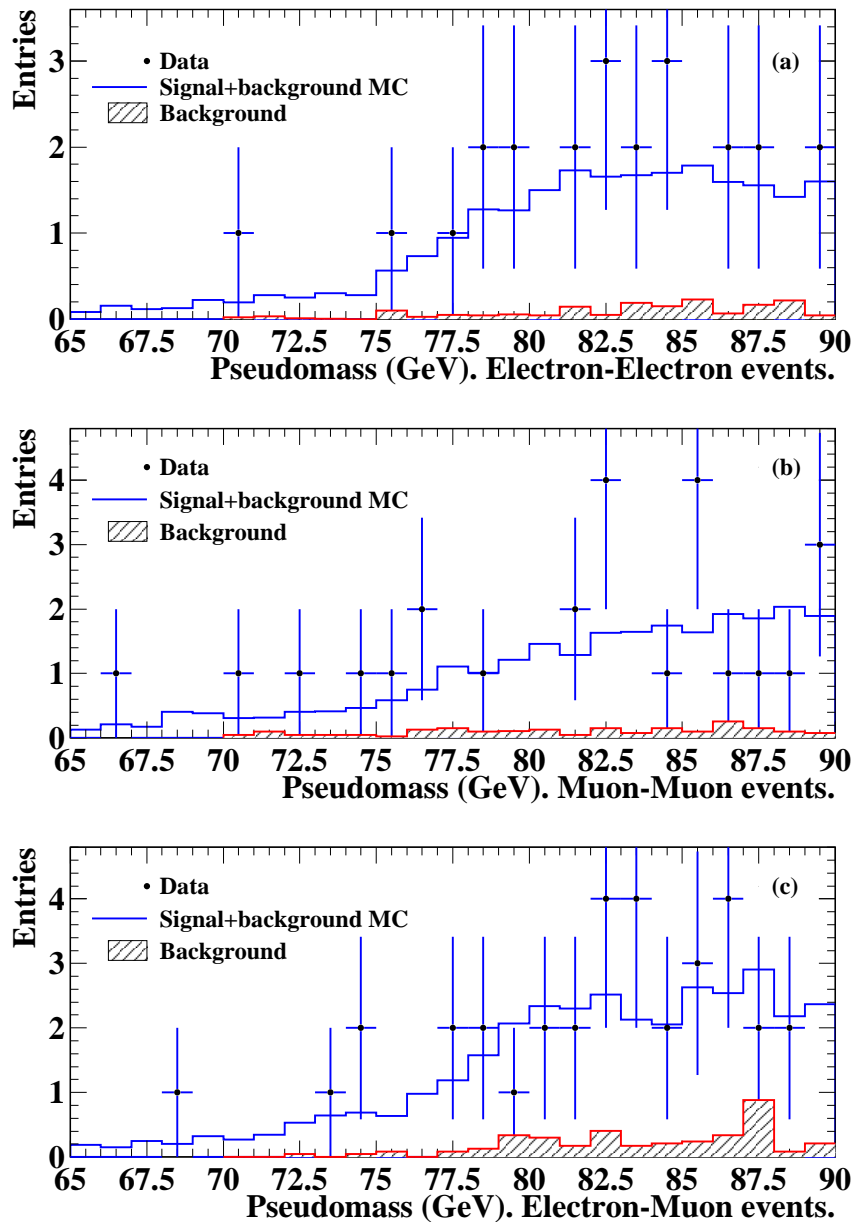 Entries
3
2
1
0
Data
Signal+background MC
Background
(a)
65 67.5 70 72.5 75 77.5 80 82.5 85 87.5 90
Pseudomass (GeV). Electron-Electron events.
Entries
4
3
2
1
0
Data
Signal+background MC
Background
(b)
65 67.5 70 72.5 75 77.5 80 82.5 85 87.5 90
Pseudomass (GeV). Muon-Muon events.
Entries
4
3
2
1
0
Data
Signal+background MC
Background
(c)
65 67.5 70 72.5 75 77.5 80 82.5 85 87.5 90
Pseudomass (GeV). Electron-Muon events.